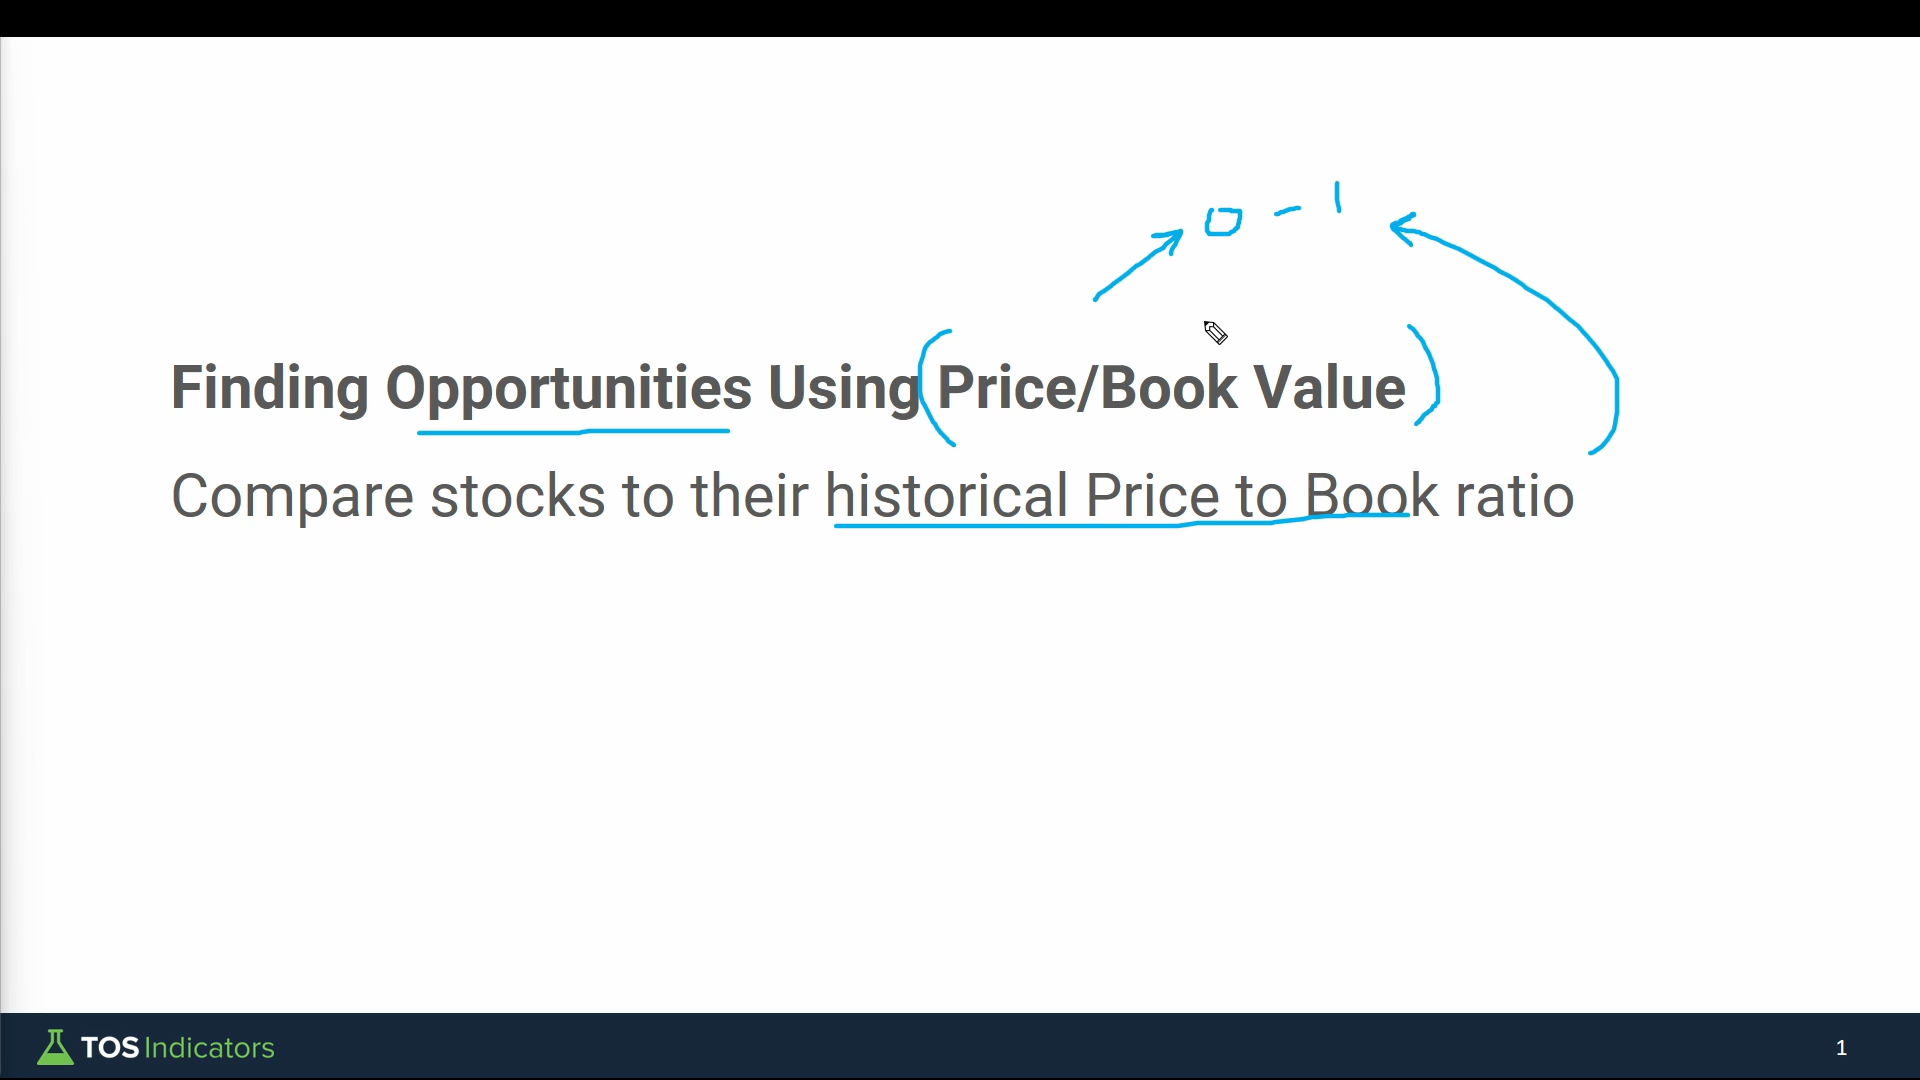 0 - 1
Finding Opportunities Using (Price/Book Value)
Compare stocks to their historical Price to Book ratio
TOS Indicators
1